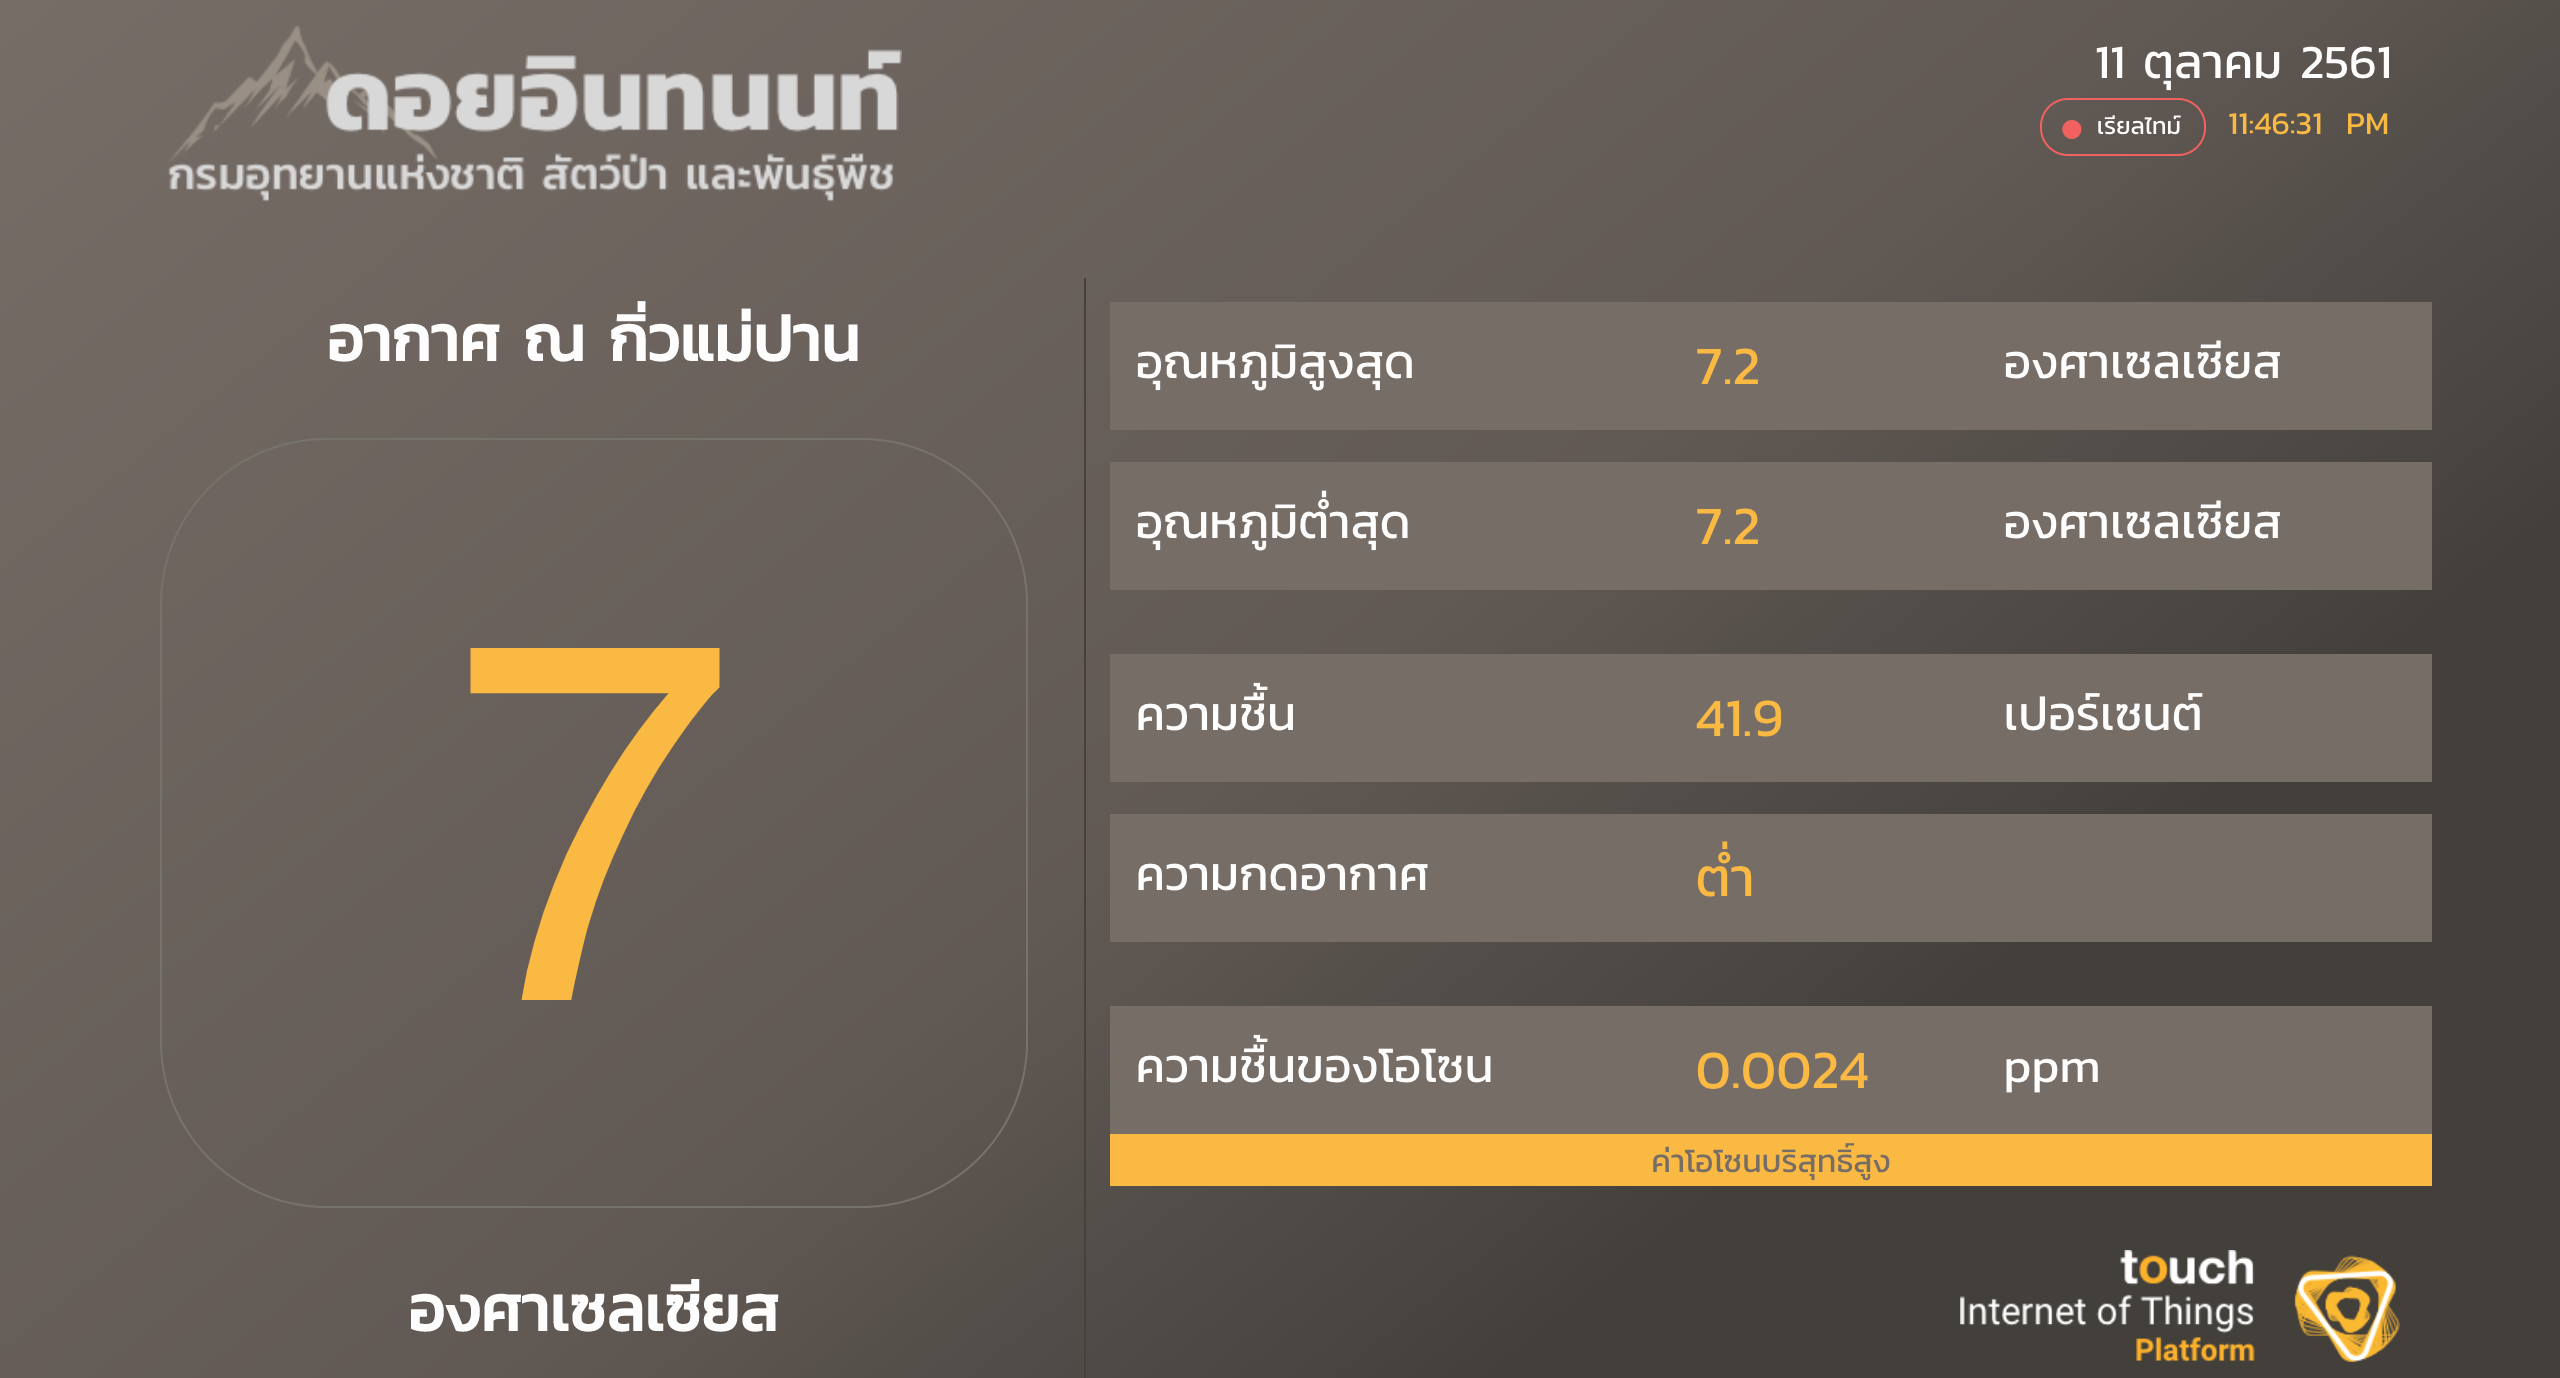 ดอยอินทนนท์
กรมอุทยานแห่งชาติ สัตว์ป่า และพันธุ์พืช
11 ตุลาคม 2561
เรียลไทม์ 11:46:31 PM
อากาศ ณ กิ่วแม่ปาน
7
องศาเซลเซียส
อุณหภูมิสูงสุด 7.2 องศาเซลเซียส
อุณหภูมิต่ำสุด 7.2 องศาเซลเซียส
ความชื้น 41.9 เปอร์เซนต์
ความกดอากาศ ต่ำ
ความชื้นของโอโซน 0.0024 ppm
ค่าโอโซนบริสุทธิ์สูง
touch
Internet of Things
Platform